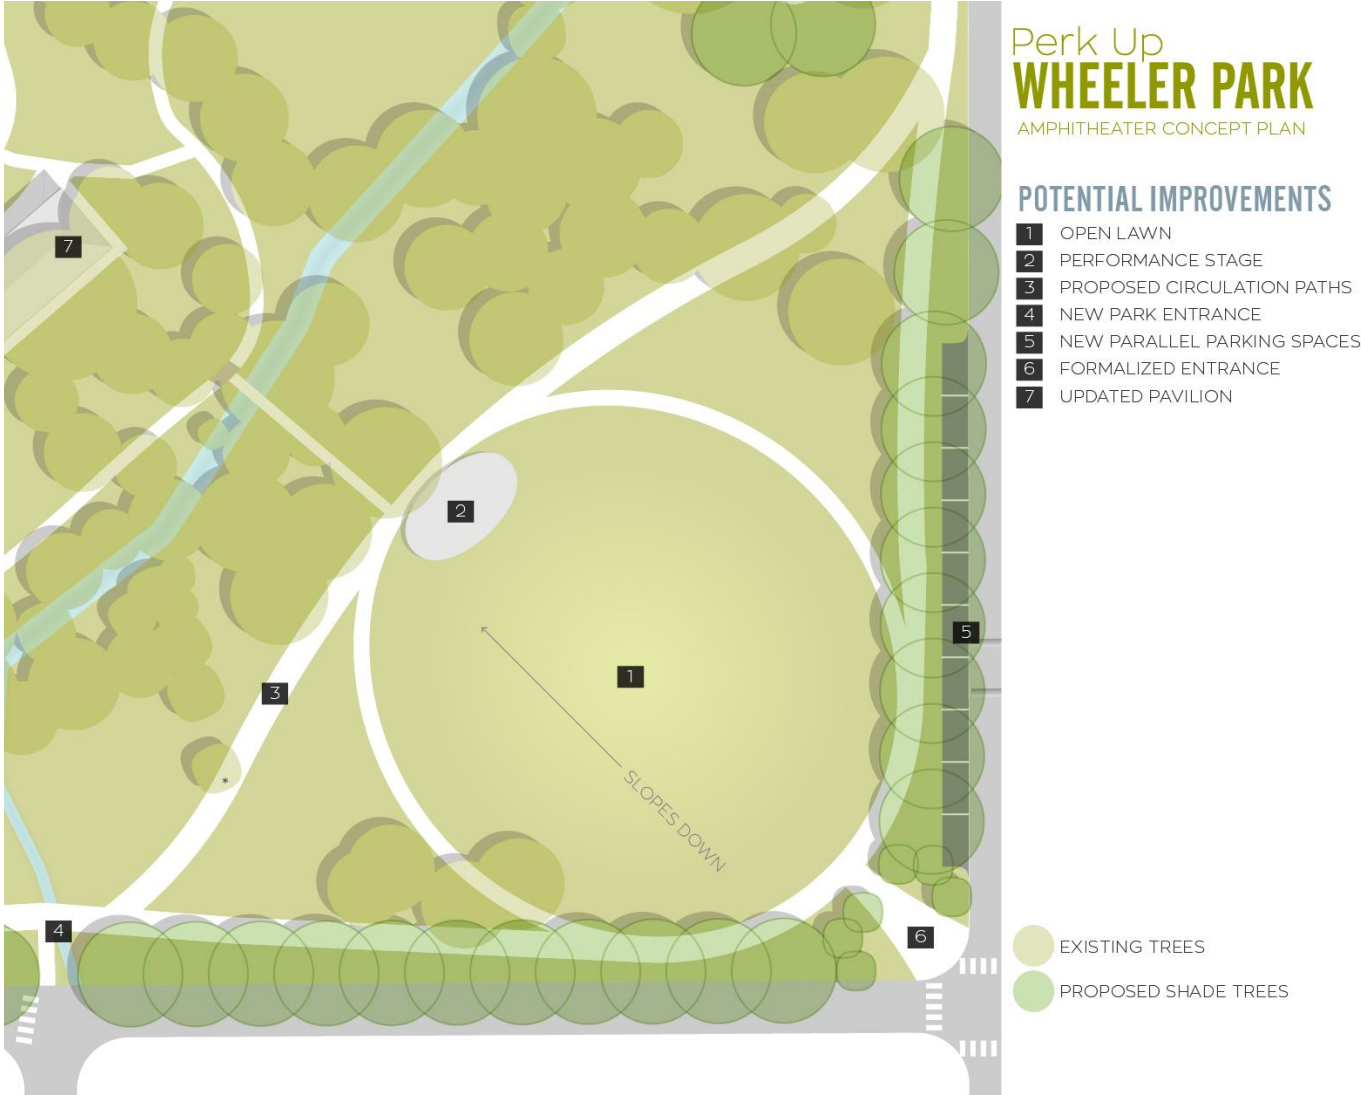 Perk Up
WHEELER PARK
AMPHITHEATER CONCEPT PLAN
POTENTIAL IMPROVEMENTS
1 OPEN LAWN
2 PERFORMANCE STAGE
3 PROPOSED CIRCULATION PATHS
4 NEW PARK ENTRANCE
5 NEW PARALLEL PARKING SPACES
6 FORMALIZED ENTRANCE
7 UPDATED PAVILION
7
2
5
1
3
*
SLOPES DOWN
4
6
EXISTING TREES
PROPOSED SHADE TREES